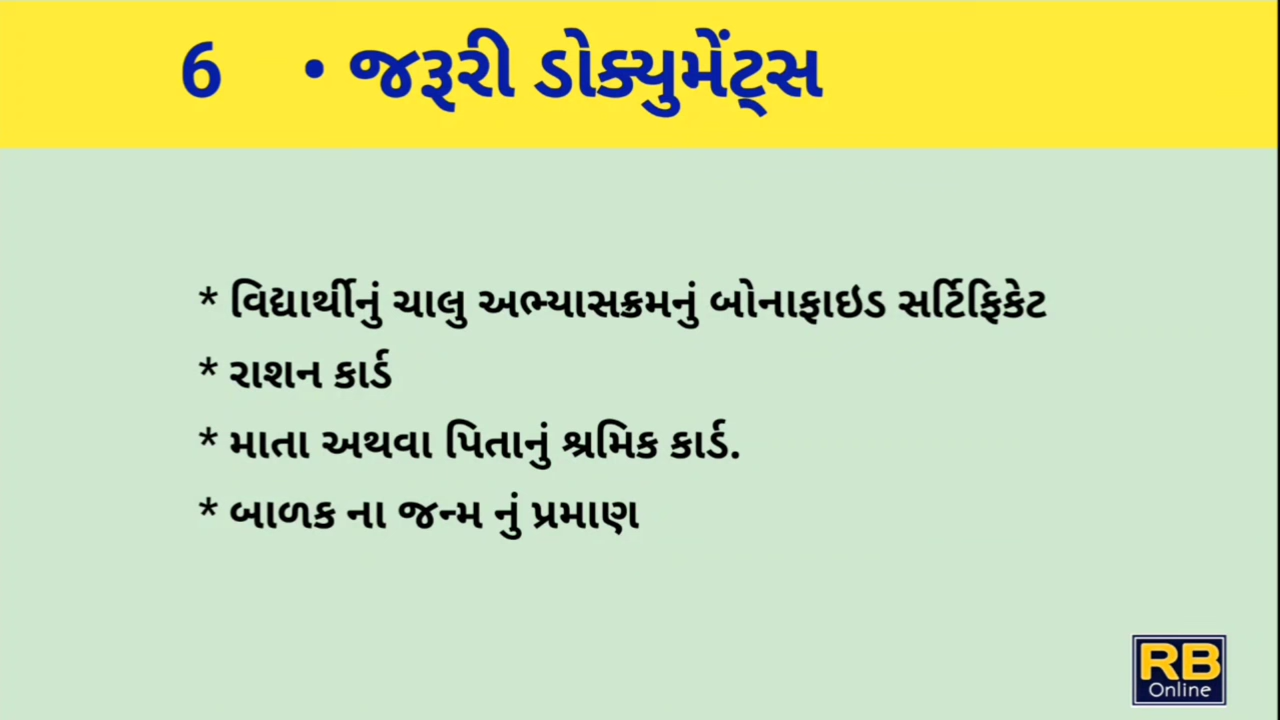 6 • જરૂરી ડોક્યુમેંટ્સ
* વિદ્યાર્થીનું ચાલુ અભ્યાસક્રમનું બોનાફાઇડ સર્ટિફિકેટ
* રાશન કાર્ડ
* માતા અથવા પિતાનું શ્રમિક કાર્ડ.
* બાળક ના જન્મ નું પ્રમાણ
RB
Online